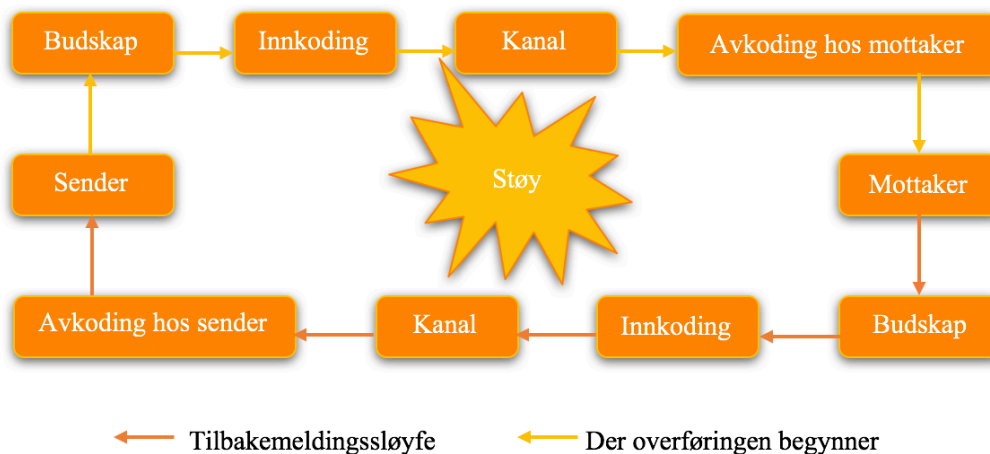 Budskap
Innkoding
Kanal
Avkoding hos mottaker
Sender
Støy
Mottaker
Avkoding hos sender
Kanal
Innkoding
Budskap
Tilbakemeldingssløyfe
Der overføringen begynner